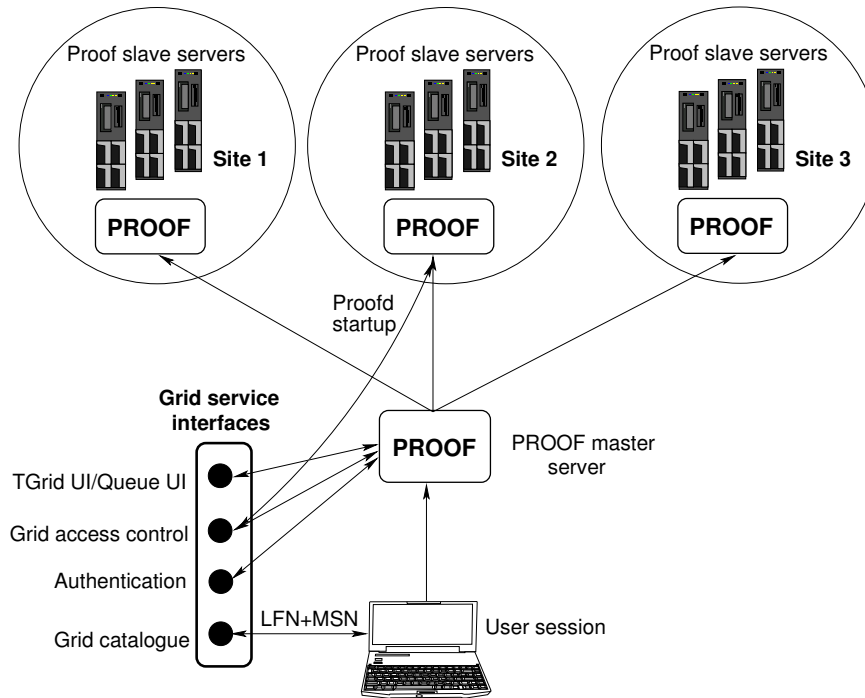 Proof slave servers
Proof slave servers
Proof slave servers
Site 1
Site 2
Site 3
PROOF
PROOF
PROOF
Proofd
startup
Grid service
interfaces
PROOF
PROOF master
server
TGrid UI/Queue UI
Grid access control
Authentication
Grid catalogue
LFN+MSN
User session